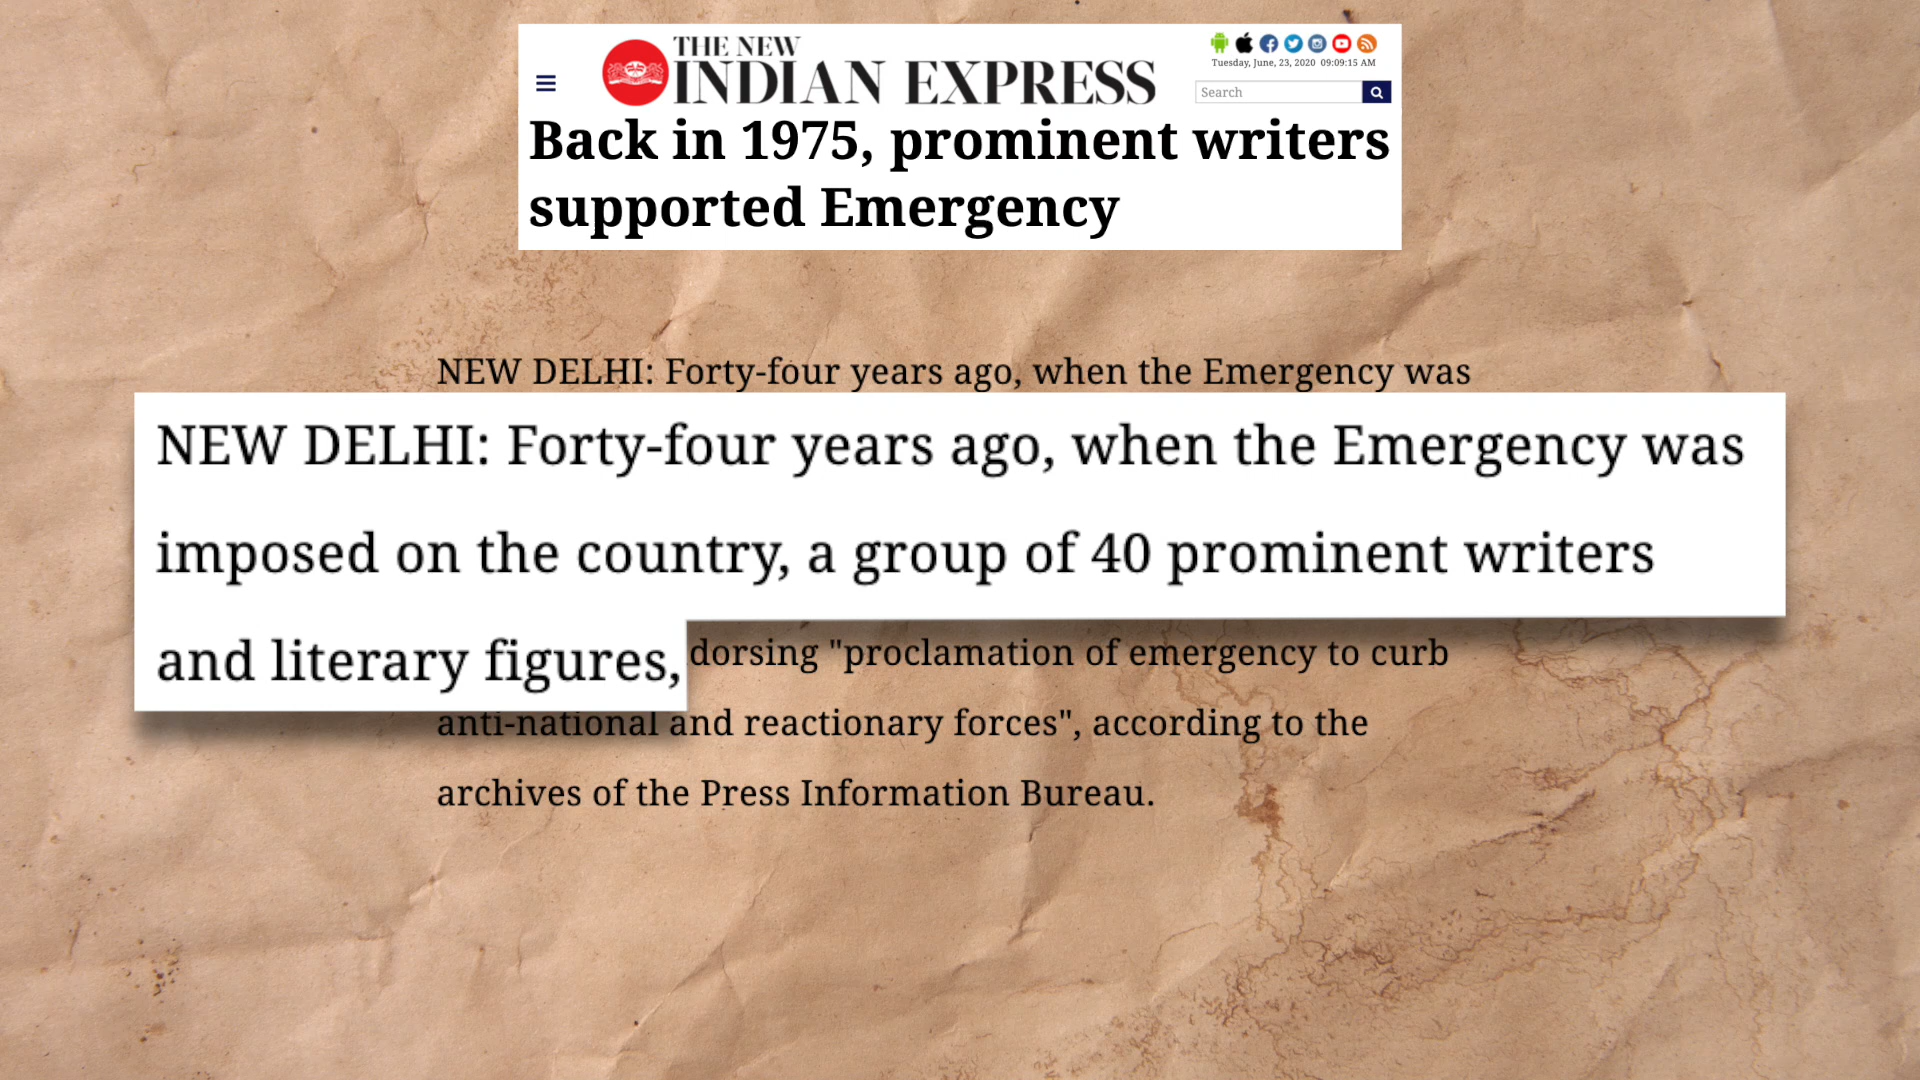 THE NEW
INDIAN EXPRESS
Tuesday, June, 23, 2020 09:09:15 AM
Search
Back in 1975, prominent writers
supported Emergency
NEW DELHI: Forty-four years ago, when the Emergency was
NEW DELHI: Forty-four years ago, when the Emergency was
imposed on the country, a group of 40 prominent writers
and literary figures,
dorsing "proclamation of emergency to curb
anti-national and reactionary forces", according to the
archives of the Press Information Bureau.